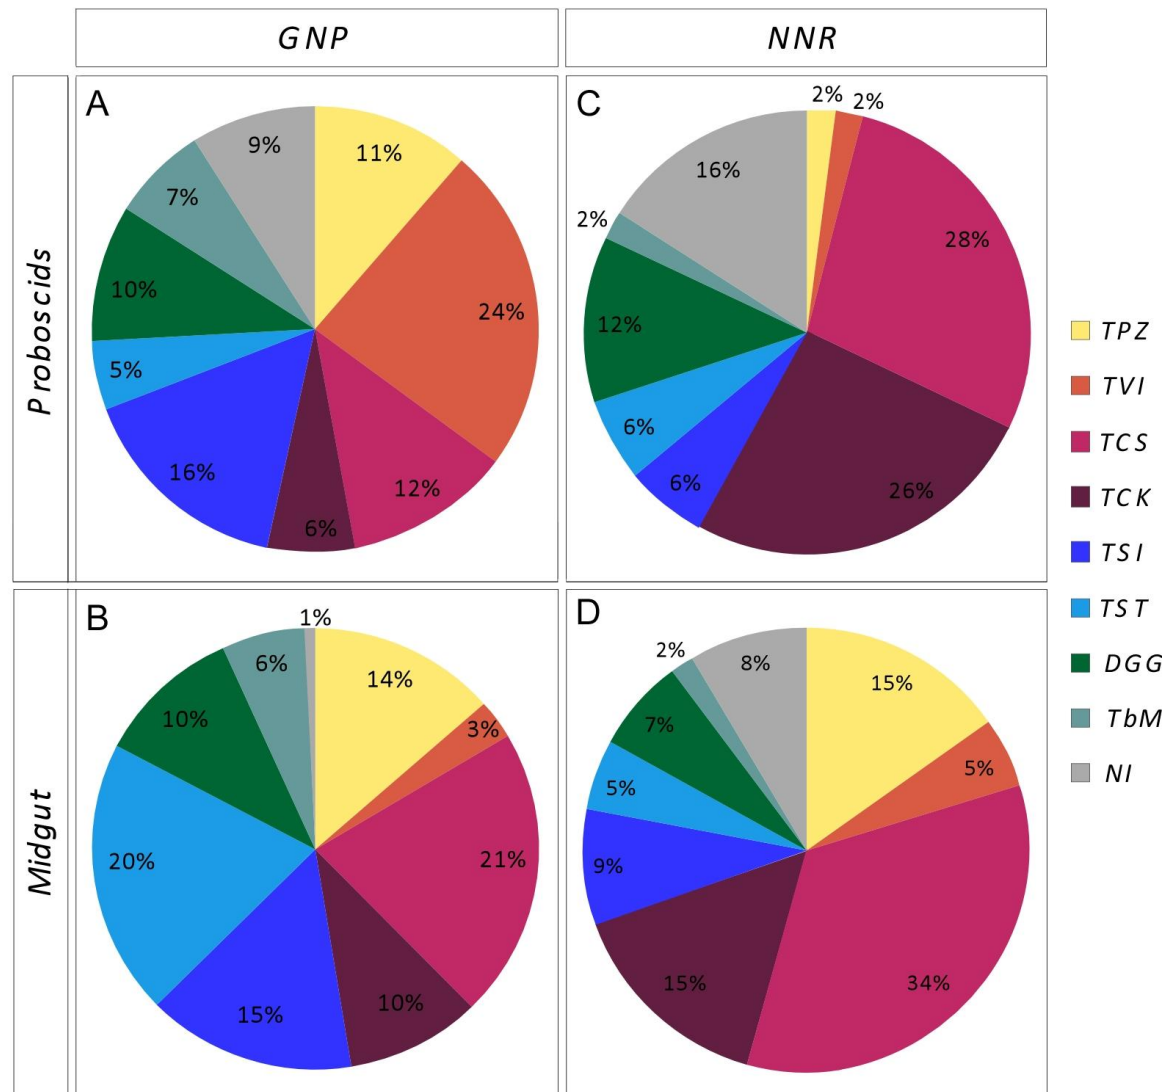 GNP
NNR
Proboscids
A
9%
11%
7%
24%
10%
5%
16%
12%
6%
C
2%
2%
16%
28%
2%
12%
6%
6%
26%
Midgut
B
1%
6%
14%
3%
10%
21%
20%
15%
10%
D
2%
8%
15%
7%
5%
5%
9%
15%
34%
TPZ
TVI
TCS
TCK
TSI
TST
DGG
TbM
NI